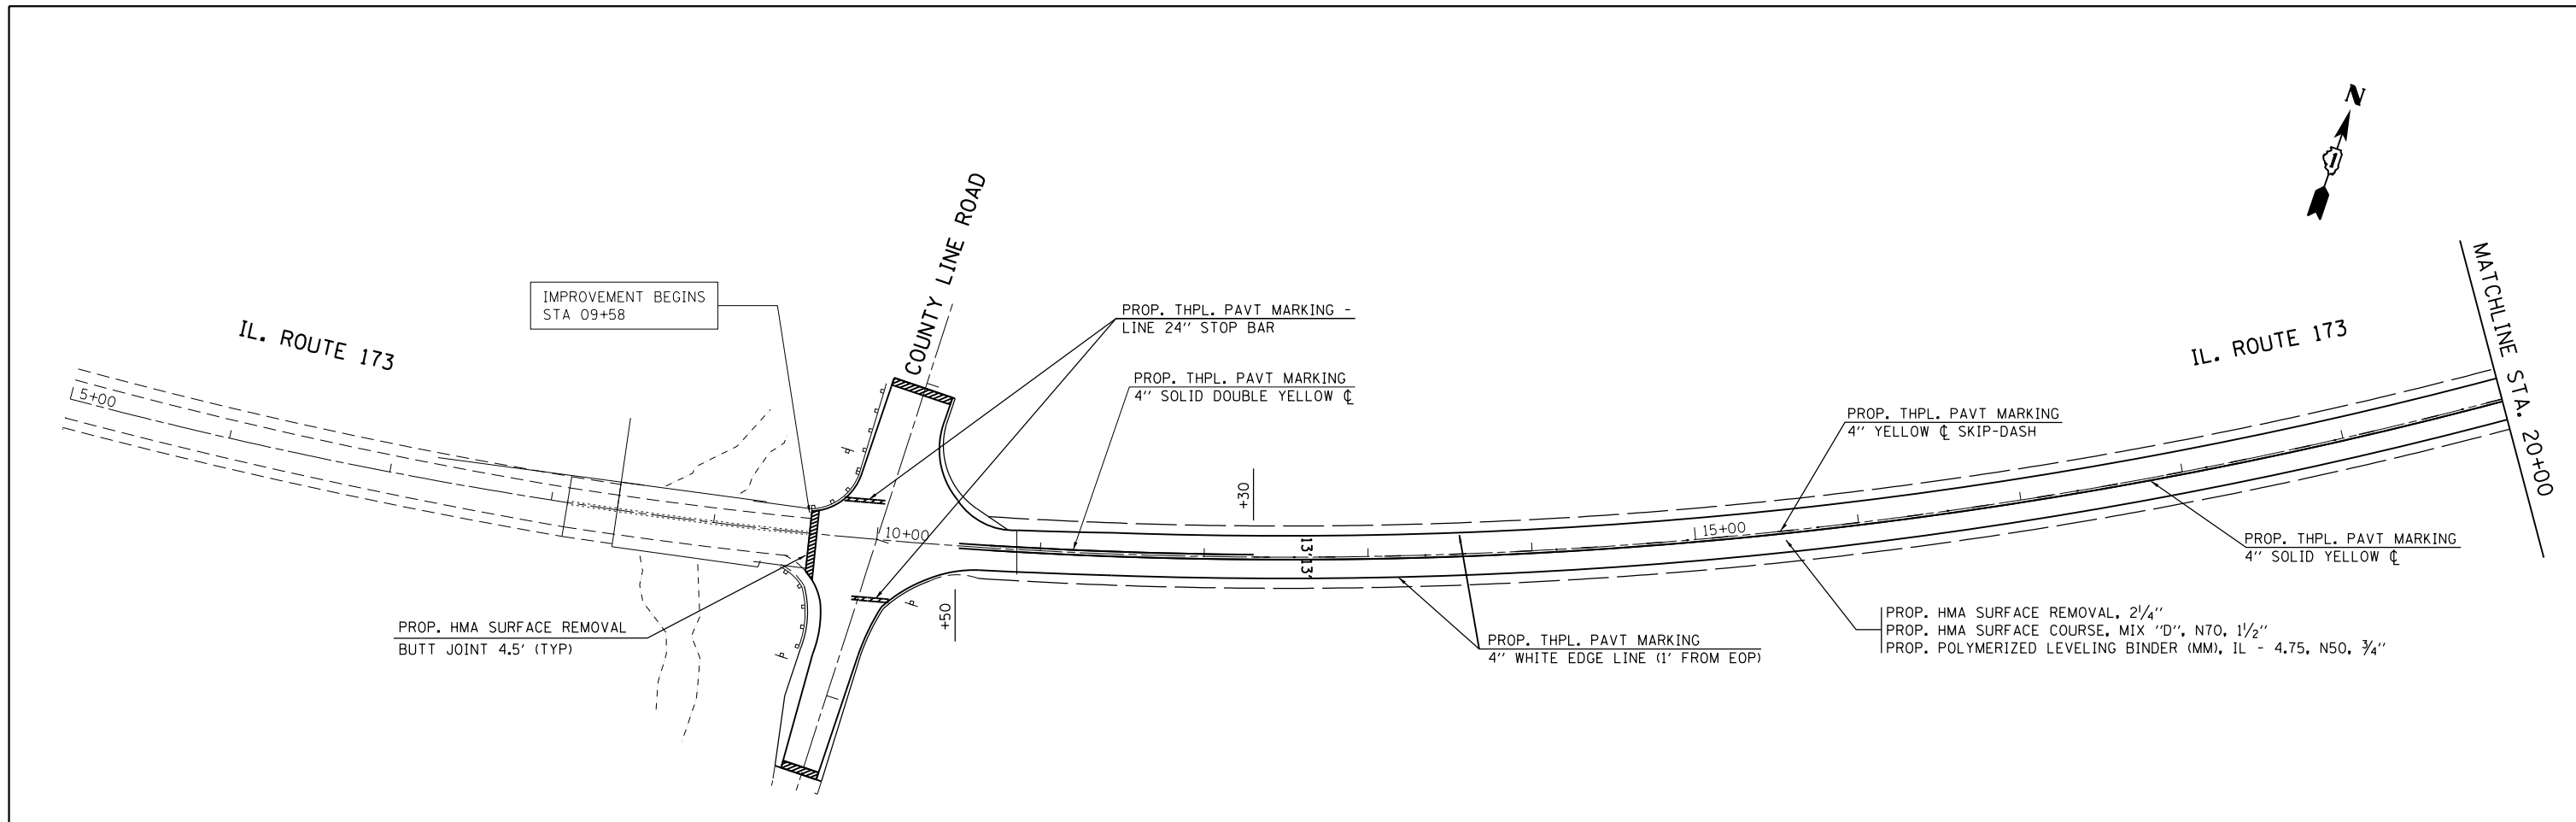 N
1
COUNTY LINE ROAD
MATCHLINE STA. 20+00
IMPROVEMENT BEGINS
STA 09+58
PROP. THPL. PAVT MARKING -
LINE 24" STOP BAR
IL. ROUTE 173
IL. ROUTE 173
PROP. THPL. PAVT MARKING
4" SOLID DOUBLE YELLOW ℄
5+00
PROP. THPL. PAVT MARKING
4" YELLOW ℄ SKIP-DASH
+30
10+00
15+00
13'
13'
PROP. THPL. PAVT MARKING
4" SOLID YELLOW ℄
+50
PROP. HMA SURFACE REMOVAL
BUTT JOINT 4.5' (TYP)
PROP. THPL. PAVT MARKING
4" WHITE EDGE LINE (1' FROM EOP)
PROP. HMA SURFACE REMOVAL, 2¼"
PROP. HMA SURFACE COURSE, MIX "D", N70, 1½"
PROP. POLYMERIZED LEVELING BINDER (MM), IL - 4.75, N50, ¾"